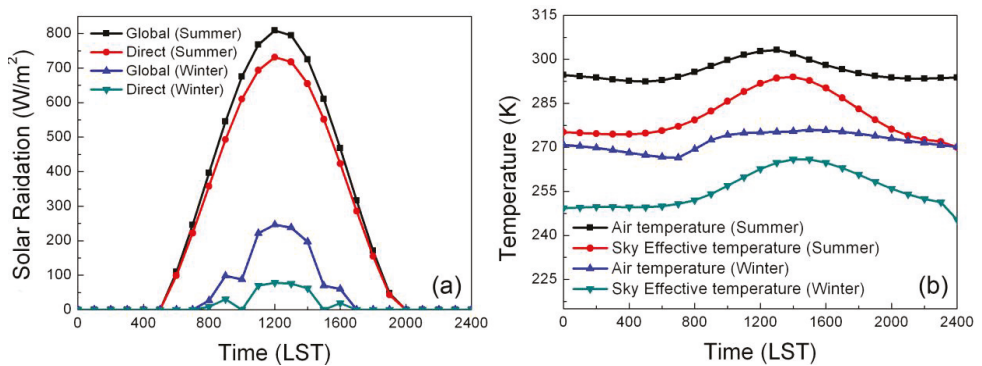 Solar Raidation (W/m²)
800
700
600
500
400
300
200
100
0
Global (Summer)
Direct (Summer)
Global (Winter)
Direct (Winter)
(a)
0 400 800 1200 1600 2000 2400
Time (LST)
Temperature (K)
315
300
285
270
255
240
225
Air temperature (Summer)
Sky Effective temperature (Summer)
Air temperature (Winter)
Sky Effective temperature (Winter)
(b)
0 400 800 1200 1600 2000 2400
Time (LST)